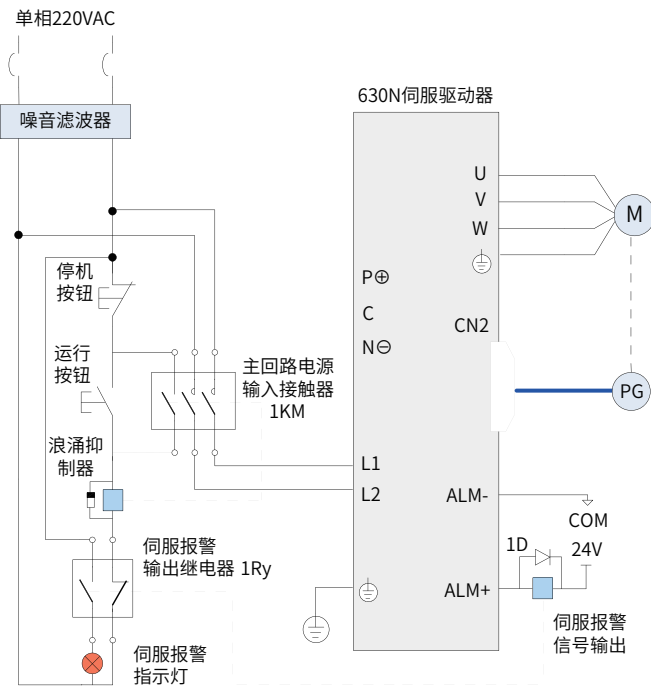 单相220VAC
噪音滤波器
630N伺服驱动器
U
V
W
M
停机
按钮
P⊕
C
N⊖
CN2
运行
按钮
主回路电源
输入接触器
1KM
PG
浪涌抑
制器
L1
L2
ALM-
COM
伺服报警
输出继电器 1Ry
1D
24V
ALM+
伺服报警
信号输出
伺服报警
指示灯